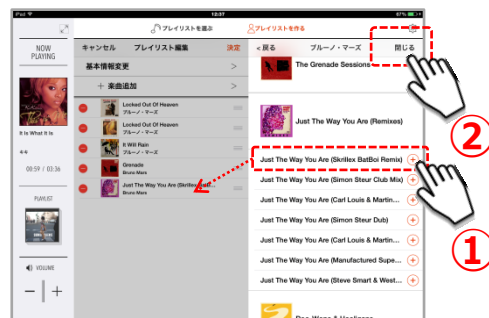 iPad
12:37
87%
プレイリストを選ぶ
プレイリストを作る
NOW
PLAYING
It Is What It Is
++
00:59 / 03:36
PLAYLIST
VOLUME
キャンセル プレイリスト編集 決定
基本情報変更 >
+ 楽曲追加 >
Locked Out Of Heaven
ブルーノ・マーズ
Locked Out Of Heaven
ブルーノ・マーズ
It Will Rain
ブルーノ・マーズ
Grenade
Bruno Mars
Just The Way You Are (Skrillex Batl...
Bruno Mars
< 戻る ブルーノ・マーズ 閉じる
The Grenade Sessions
Just The Way You Are (Remixes)
Just The Way You Are (Skrillex BatBoi Remix)
Just The Way You Are (Simon Steur Club Mix)
Just The Way You Are (Carl Louis & Martin...
Just The Way You Are (Simon Steur Dub)
Just The Way You Are (Carl Louis & Martin...
Just The Way You Are (Manufactured Supe...
Just The Way You Are (Steve Smart & West...
Doo-Wops & Hooligans
②
①